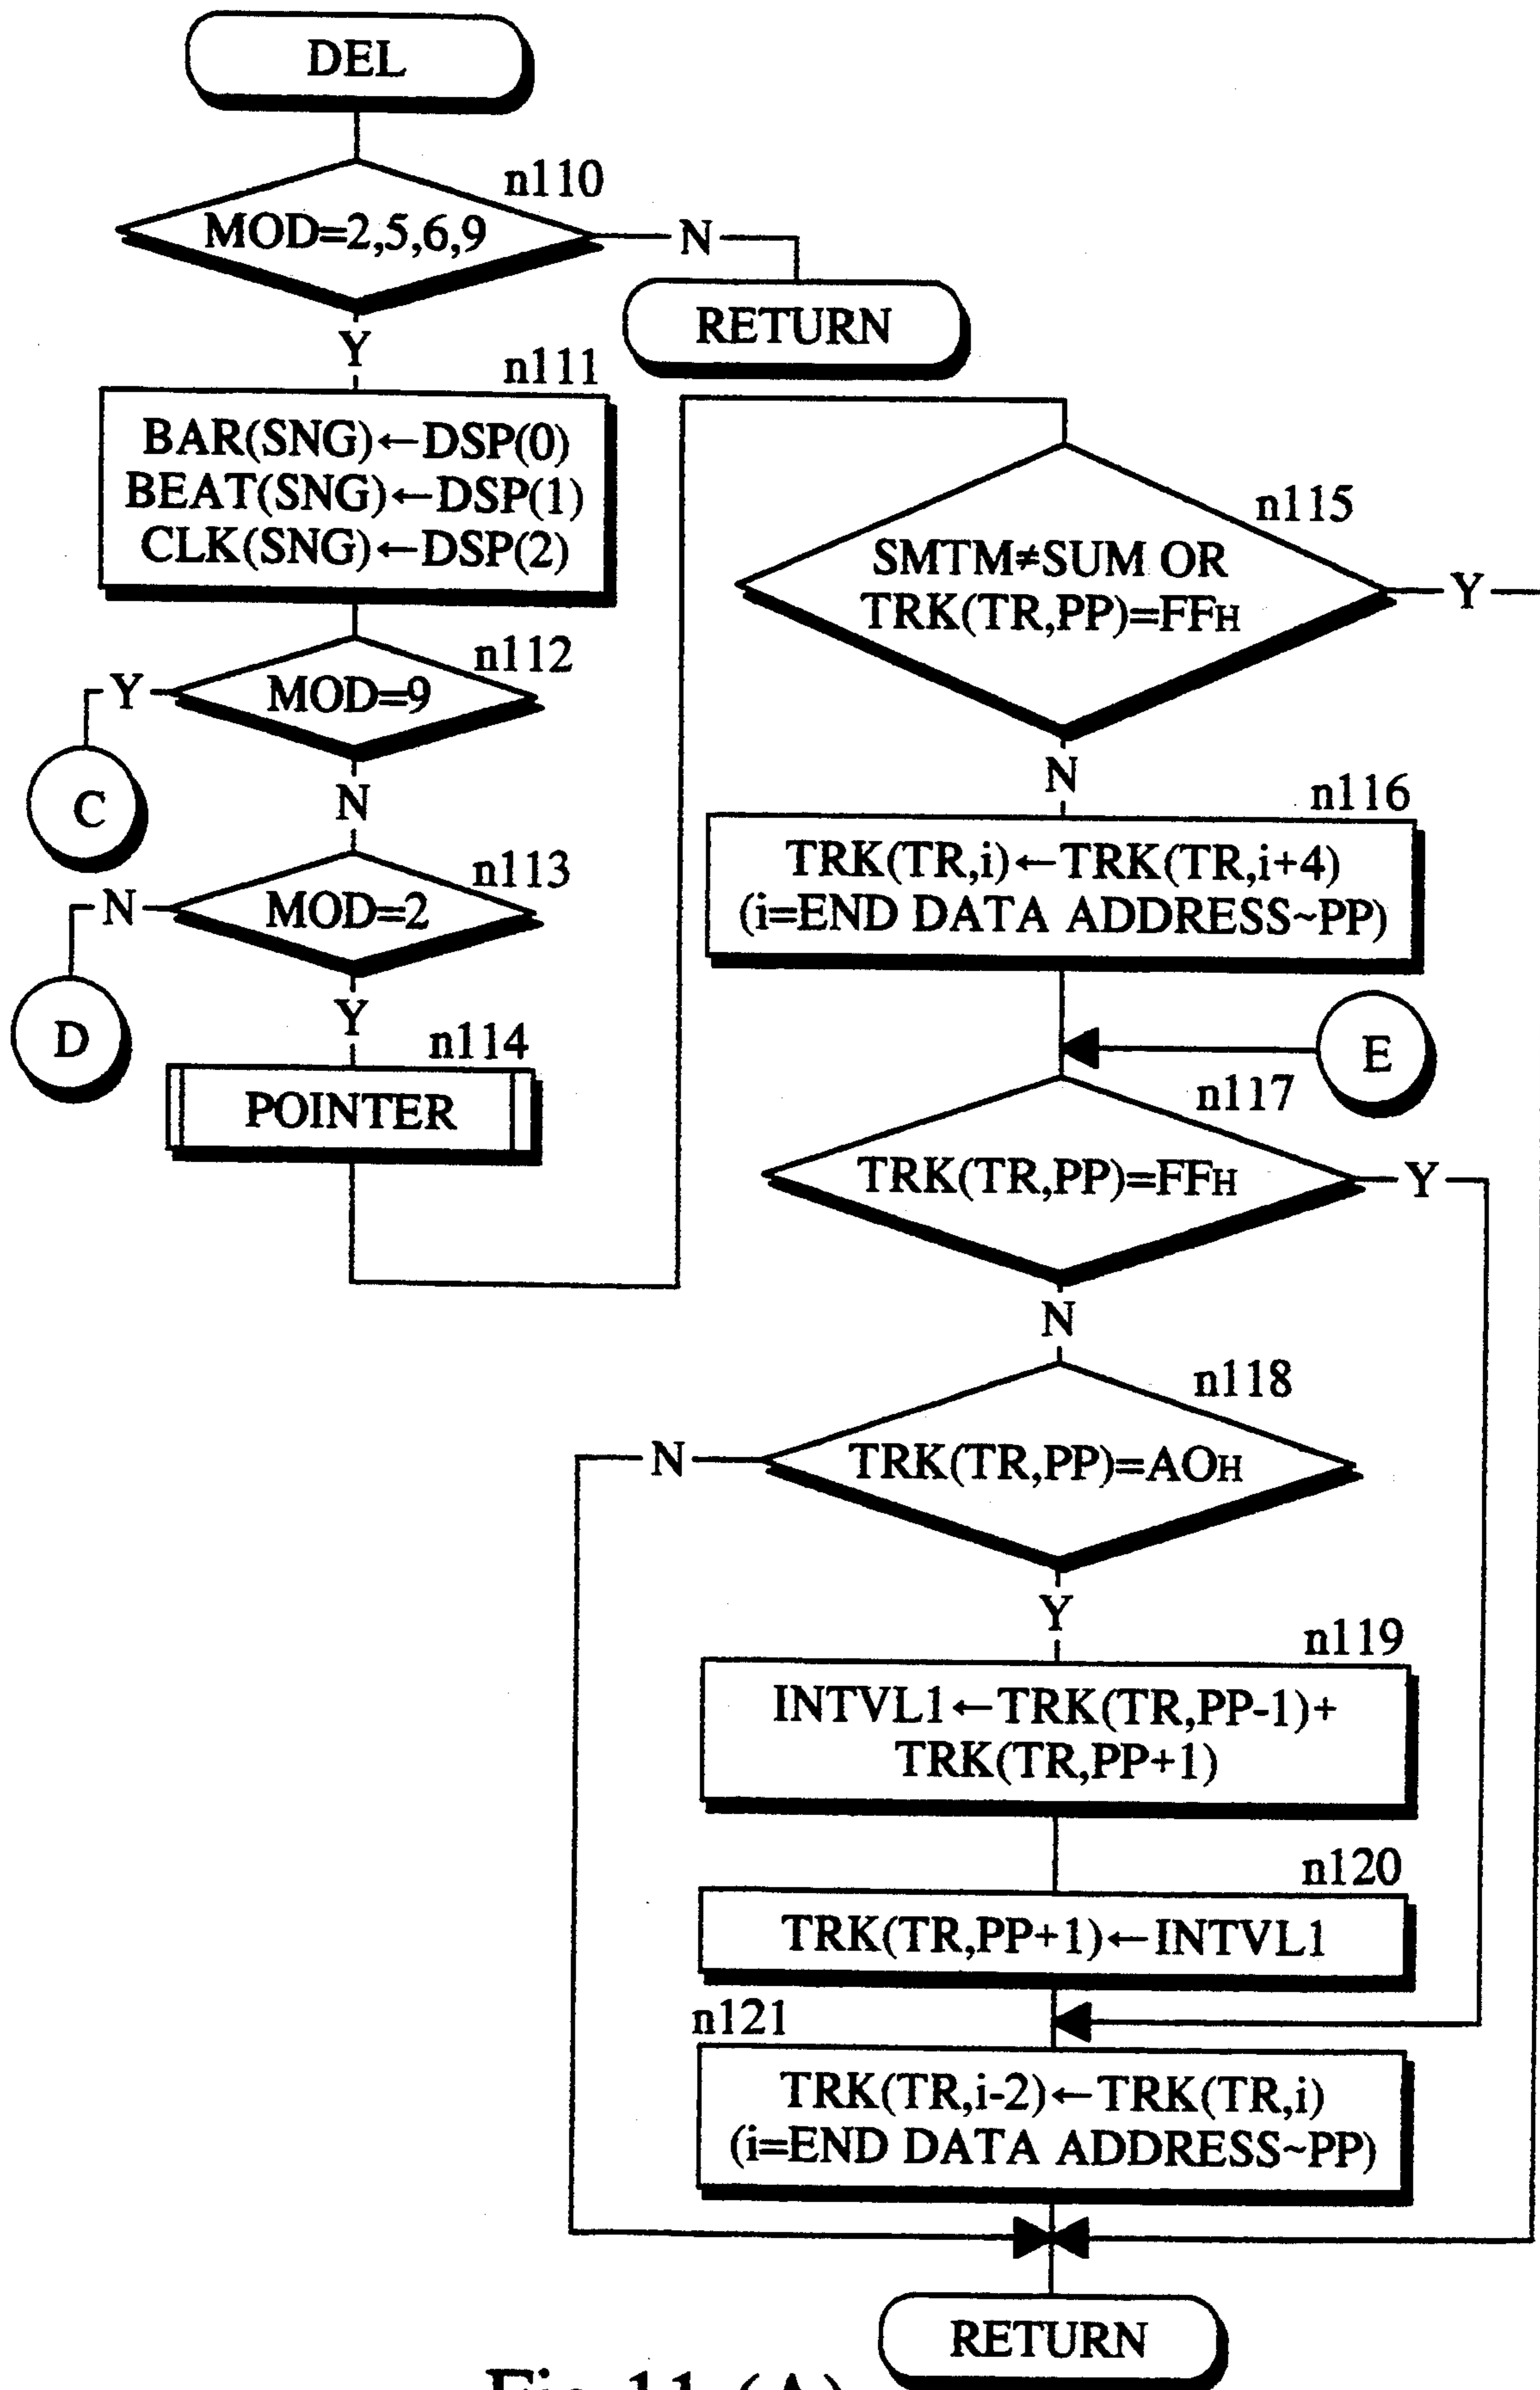 DEL
n110
MOD=2,5,6,9
N
RETURN
Y
n111
BAR(SNG)←DSP(0)
BEAT(SNG)←DSP(1)
CLK(SNG)←DSP(2)
n112
MOD=9
Y
C
N
n113
MOD=2
N
D
Y
n114
POINTER
n115
SMTM≠SUM OR
TRK(TR,PP)=FFH
Y
N
n116
TRK(TR,i)←TRK(TR,i+4)
(i=END DATA ADDRESS~PP)
E
n117
TRK(TR,PP)=FFH
Y
N
n118
TRK(TR,PP)=AOH
N
Y
n119
INTVL1←TRK(TR,PP-1)+
TRK(TR,PP+1)
n120
TRK(TR,PP+1)←INTVL1
n121
TRK(TR,i-2)←TRK(TR,i)
(i=END DATA ADDRESS~PP)
RETURN
Fig.11 (A)